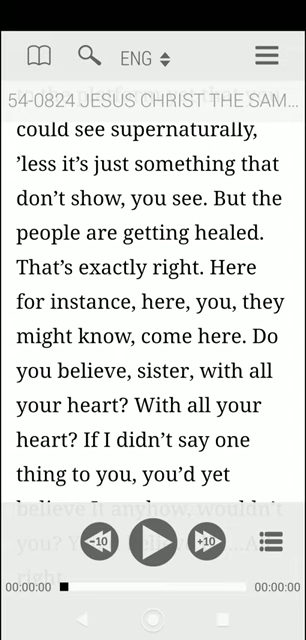 ENG
54-0824 JESUS CHRIST THE SAM...
could see supernaturally,
’less it’s just something that
don’t show, you see. But the
people are getting healed.
That’s exactly right. Here
for instance, here, you, they
might know, come here. Do
you believe, sister, with all
your heart? With all your
heart? If I didn’t say one
thing to you, you’d yet
believe It anyhow, wouldn’t
you? Y
-10
+10
right
00:00:00
00:00:00